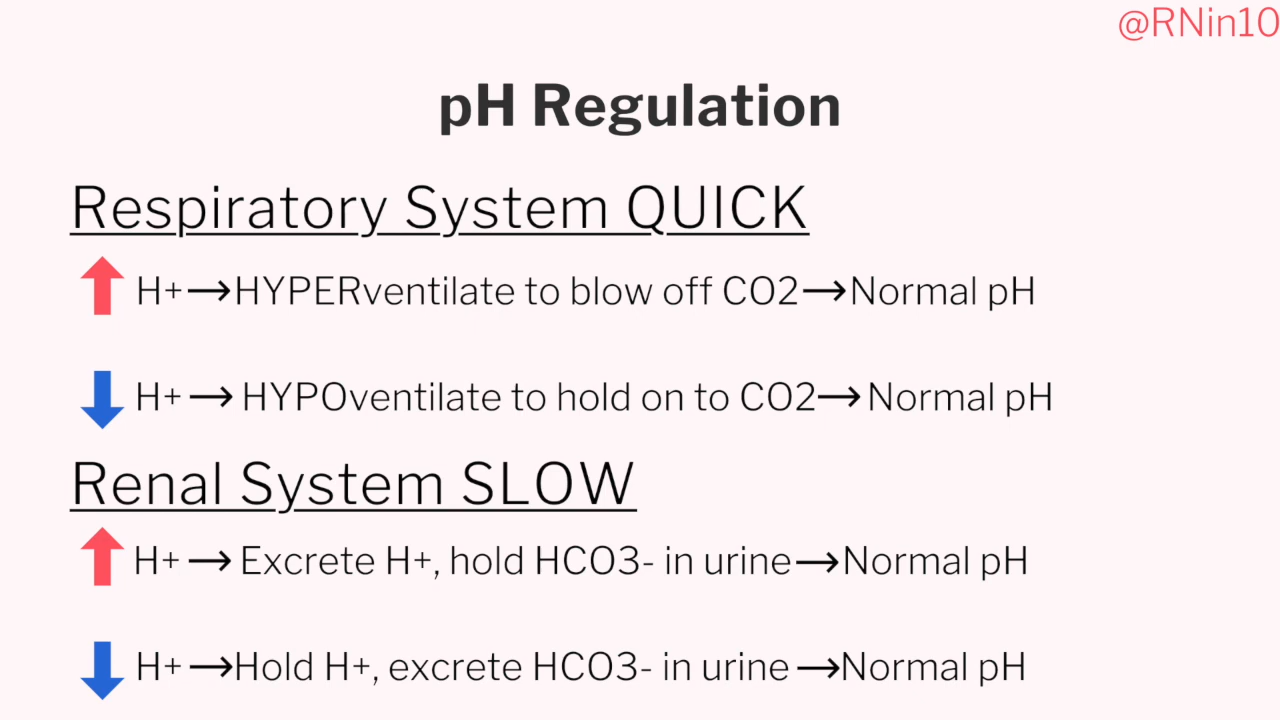 @RNin10
pH Regulation
Respiratory System QUICK
H+→HYPERventilate to blow off CO2→Normal pH
H+→ HYPOventilate to hold on to CO2→Normal pH
Renal System SLOW
H+→ Excrete H+, hold HCO3- in urine→Normal pH
H+→Hold H+, excrete HCO3- in urine→Normal pH